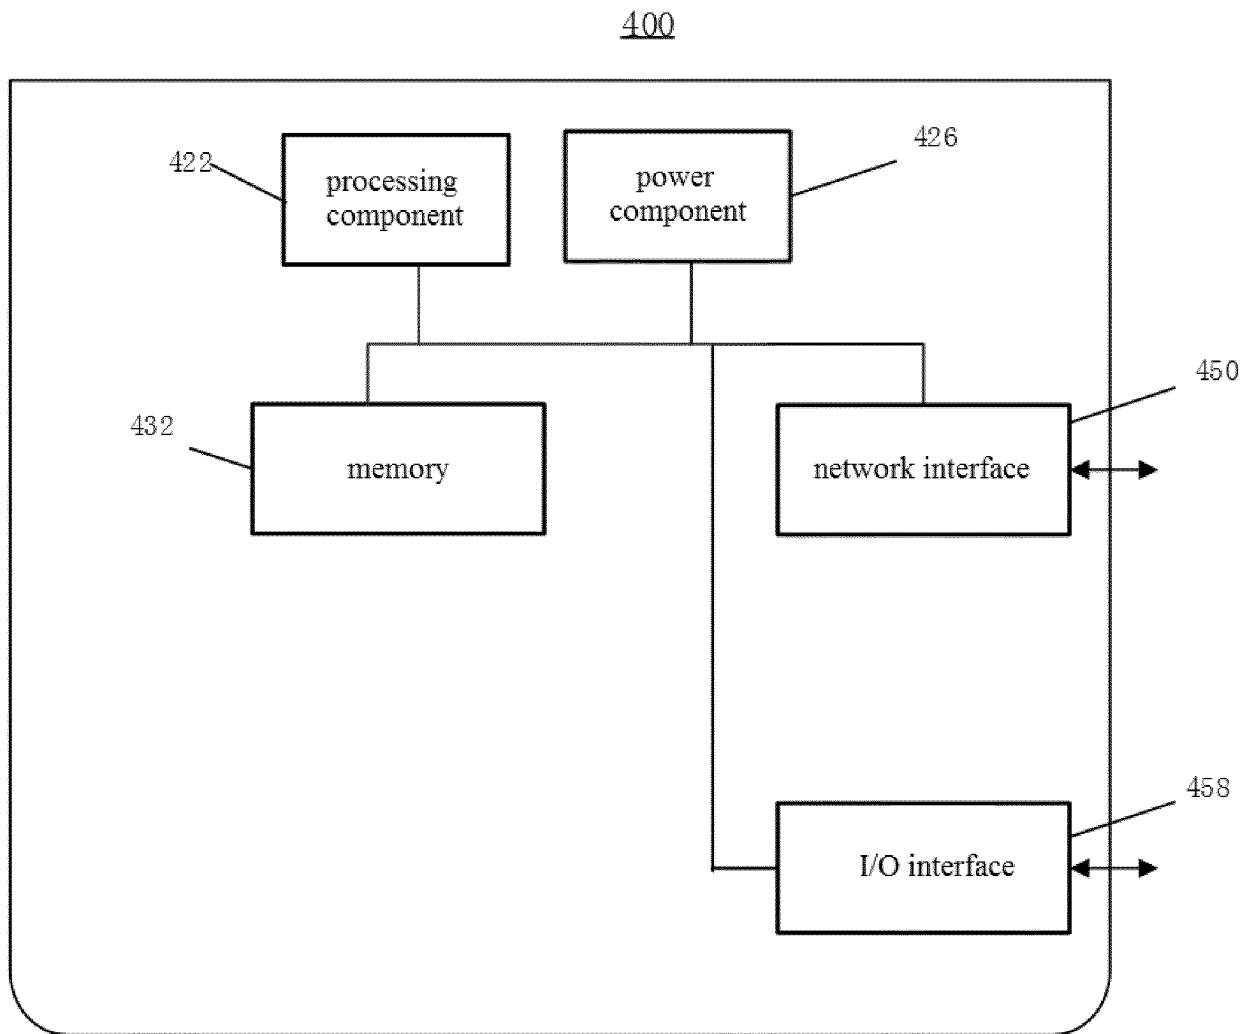 400
422
processing
component
power
component
426
432
memory
network interface
450
I/O interface
458